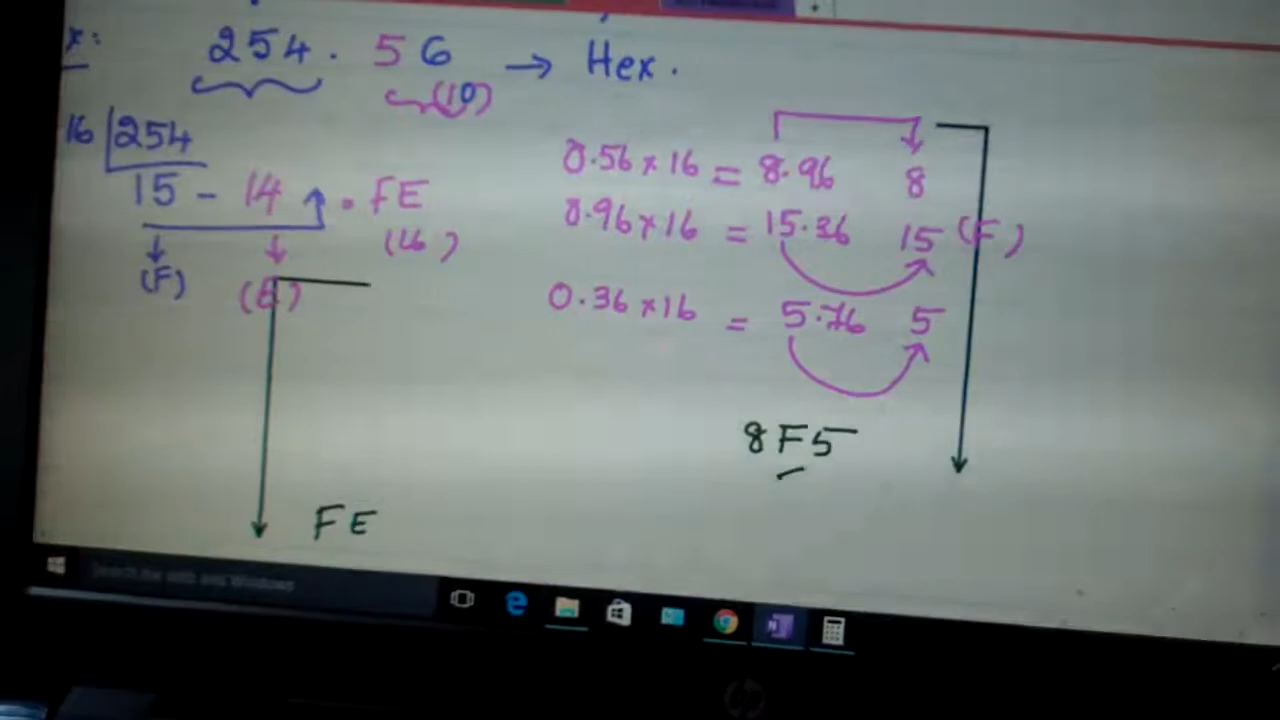 x: 254.56 → Hex.
(10)
16 254
15 - 14 . FE
(16)
(F) (E)
0.56 x 16 = 8.96 8
0.96 x 16 = 15.36 15 (F)
0.36 x 16 = 5.76 5
8F5
FE